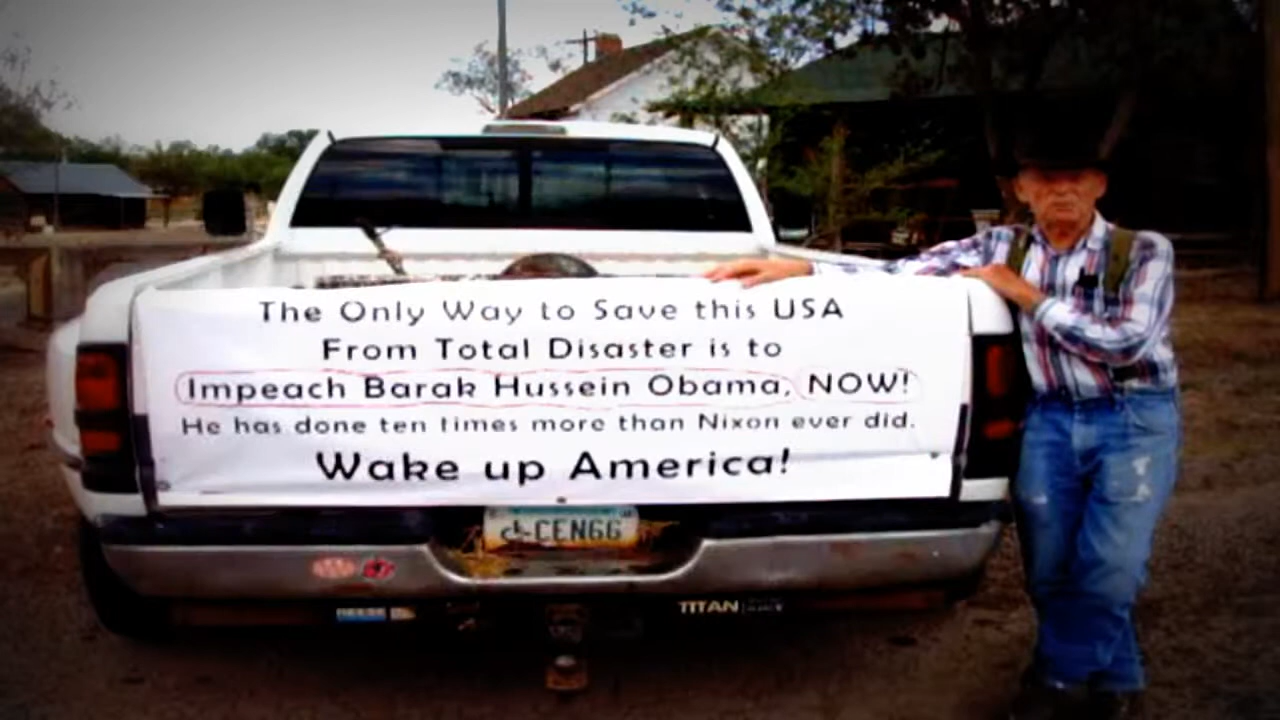 The Only Way to Save this USA
From Total Disaster is to
Impeach Barak Hussein Obama, NOW!
He has done ten times more than Nixon ever did.
Wake up America!
CEN6G
TITAN